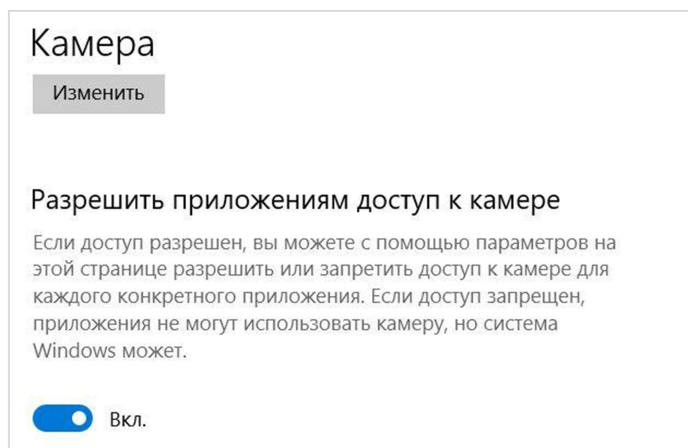 Камера
Изменить
Разрешить приложениям доступ к камере
Если доступ разрешен, вы можете с помощью параметров на
этой странице разрешить или запретить доступ к камере для
каждого конкретного приложения. Если доступ запрещен,
приложения не могут использовать камеру, но система
Windows может.
Вкл.